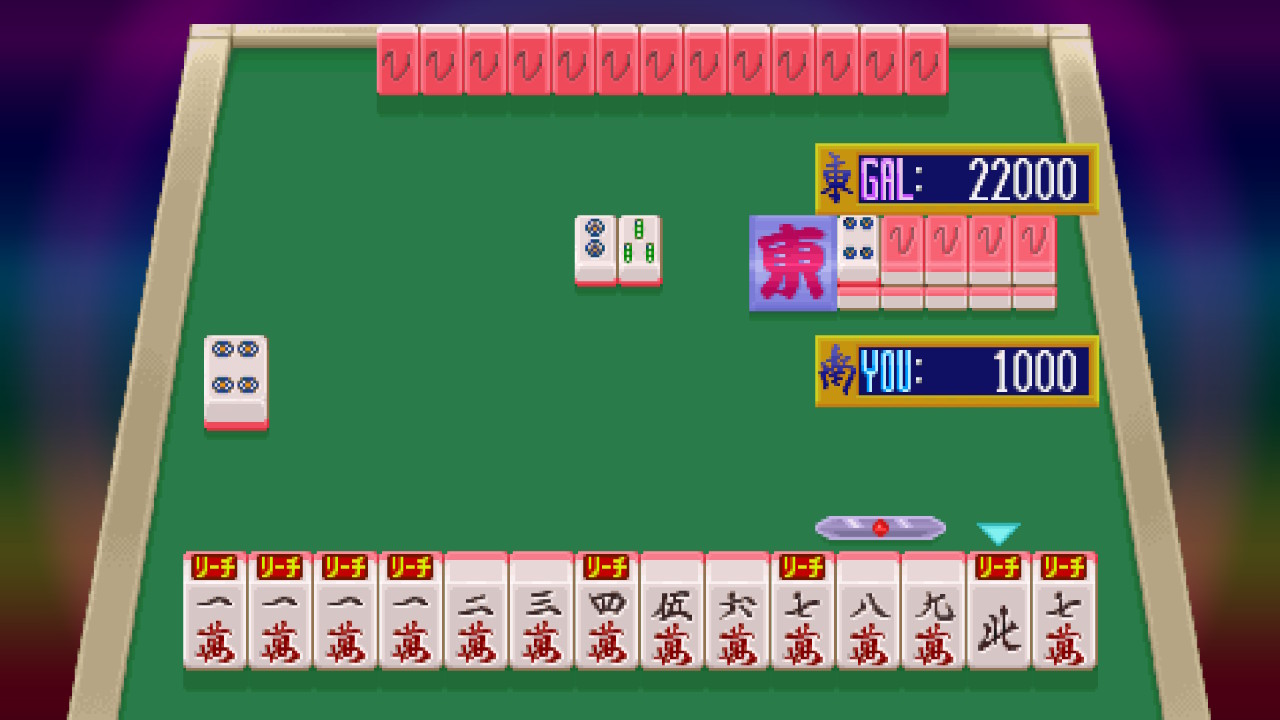 東 GAL: 22000
東
南 YOU: 1000
リーチ リーチ リーチ リーチ リーチ リーチ リーチ リーチ
一萬 一萬 一萬 一萬 二萬 三萬 四萬 伍萬 六萬 七萬 八萬 九萬 北 七萬